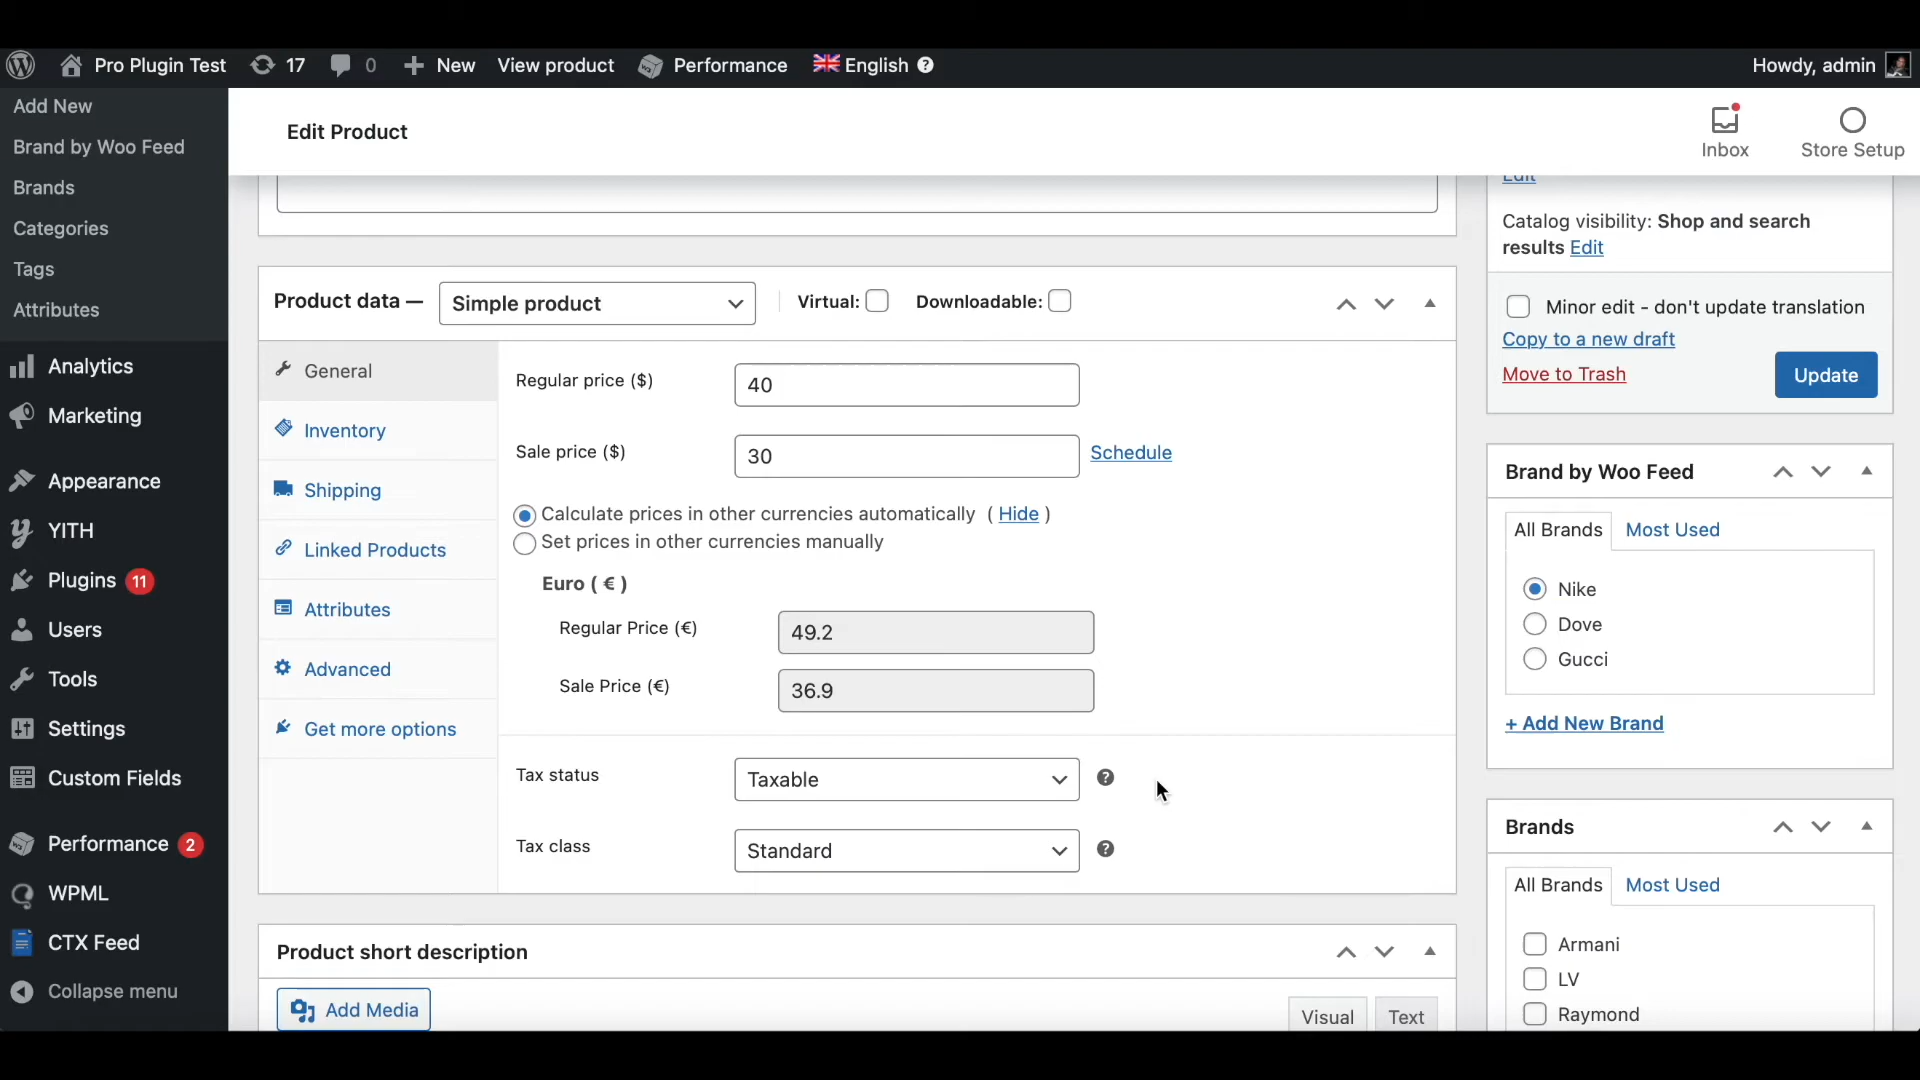 Pro Plugin Test 17 0 New View product Performance English Howdy, admin
Add New
Brand by Woo Feed
Brands
Categories
Tags
Attributes
Analytics
Marketing
Appearance
YITH
Plugins 11
Users
Tools
Settings
Custom Fields
Performance 2
WPML
CTX Feed
Collapse menu
Edit Product
Inbox
Store Setup
Product data —
Simple product
Virtual:
Downloadable:
General
Inventory
Shipping
Linked Products
Attributes
Advanced
Get more options
Regular price ($)
40
Sale price ($)
30
Schedule
Calculate prices in other currencies automatically ( Hide )
Set prices in other currencies manually
Euro ( € )
Regular Price (€)
49.2
Sale Price (€)
36.9
Tax status
Taxable
Tax class
Standard
Product short description
Add Media
Visual
Text
Edit
Catalog visibility: Shop and search
results Edit
Minor edit - don't update translation
Copy to a new draft
Move to Trash
Update
Brand by Woo Feed
All Brands
Most Used
Nike
Dove
Gucci
+ Add New Brand
Brands
All Brands
Most Used
Armani
LV
Raymond